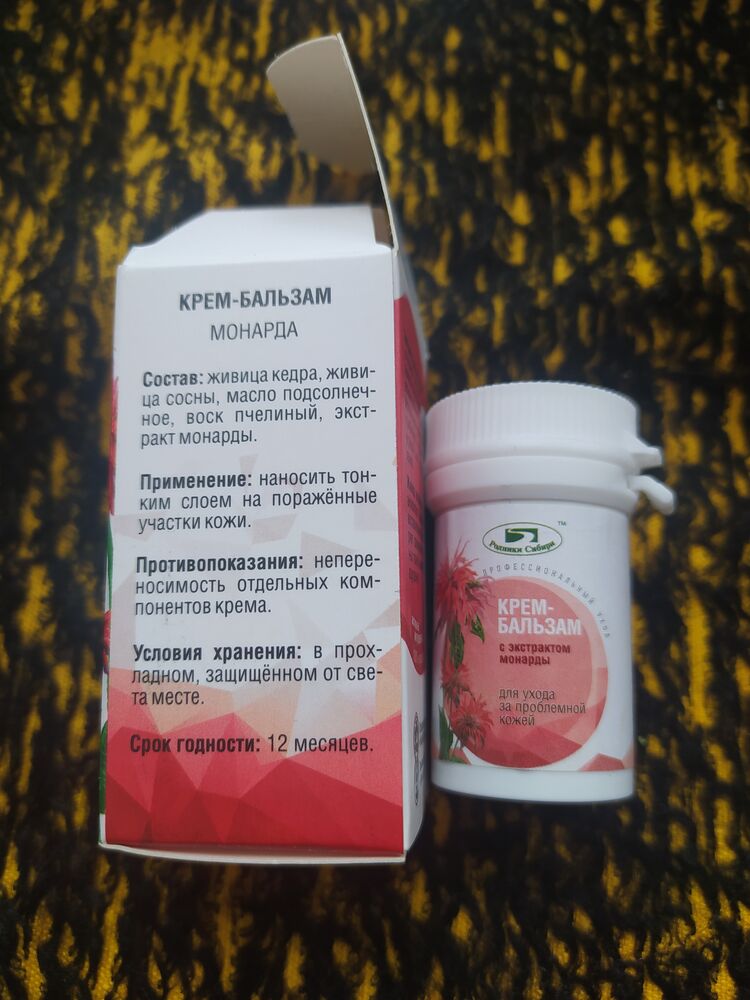 КРЕМ-БАЛЬЗАМ
МОНАРДА
Состав: живица кедра, живи-
ца сосны, масло подсолнеч-
ное, воск пчелиный, экст-
ракт монарды.
Применение: наносить тон-
ким слоем на поражённые
участки кожи.
Противопоказания: непере-
носимость отдельных ком-
понентов крема.
Условия хранения: в прох-
ладном, защищённом от све-
та месте.
Срок годности: 12 месяцев.
Родники Сибири
TM
ПРОФЕССИОНАЛЬНЫЙ УХОД
КРЕМ-
БАЛЬЗАМ
с экстрактом
монарды
для ухода
за проблемной
кожей